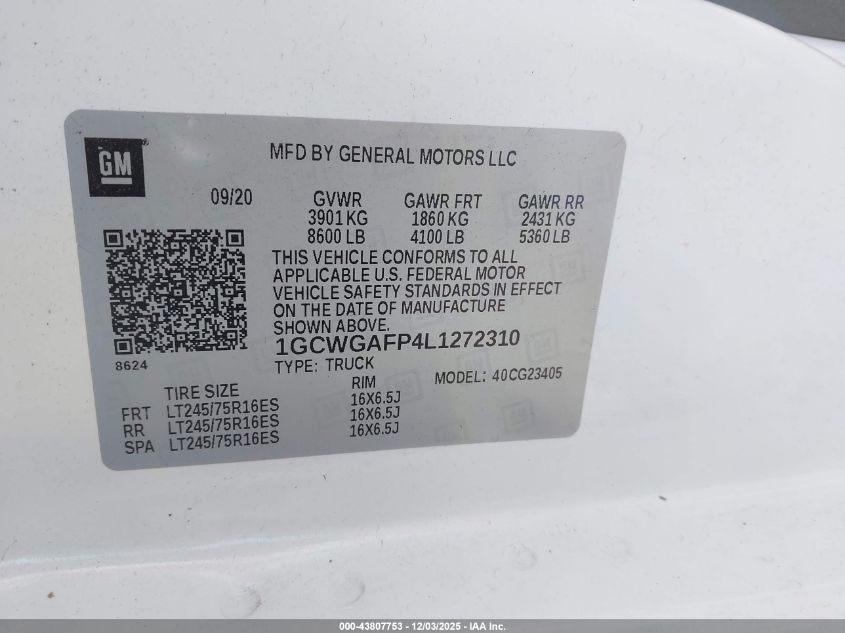 GM
MFD BY GENERAL MOTORS LLC
09/20
GVWR GAWR FRT GAWR RR
3901 KG 1860 KG 2431 KG
8600 LB 4100 LB 5360 LB
THIS VEHICLE CONFORMS TO ALL
APPLICABLE U.S. FEDERAL MOTOR
VEHICLE SAFETY STANDARDS IN EFFECT
ON THE DATE OF MANUFACTURE
SHOWN ABOVE.
1GCWGAFP4L1272310
8624
TYPE: TRUCK
MODEL: 40CG23405
TIRE SIZE RIM
FRT LT245/75R16ES 16X6.5J
RR LT245/75R16ES 16X6.5J
SPA LT245/75R16ES 16X6.5J
000-43807753 - 12/03/2025 - IAA Inc.